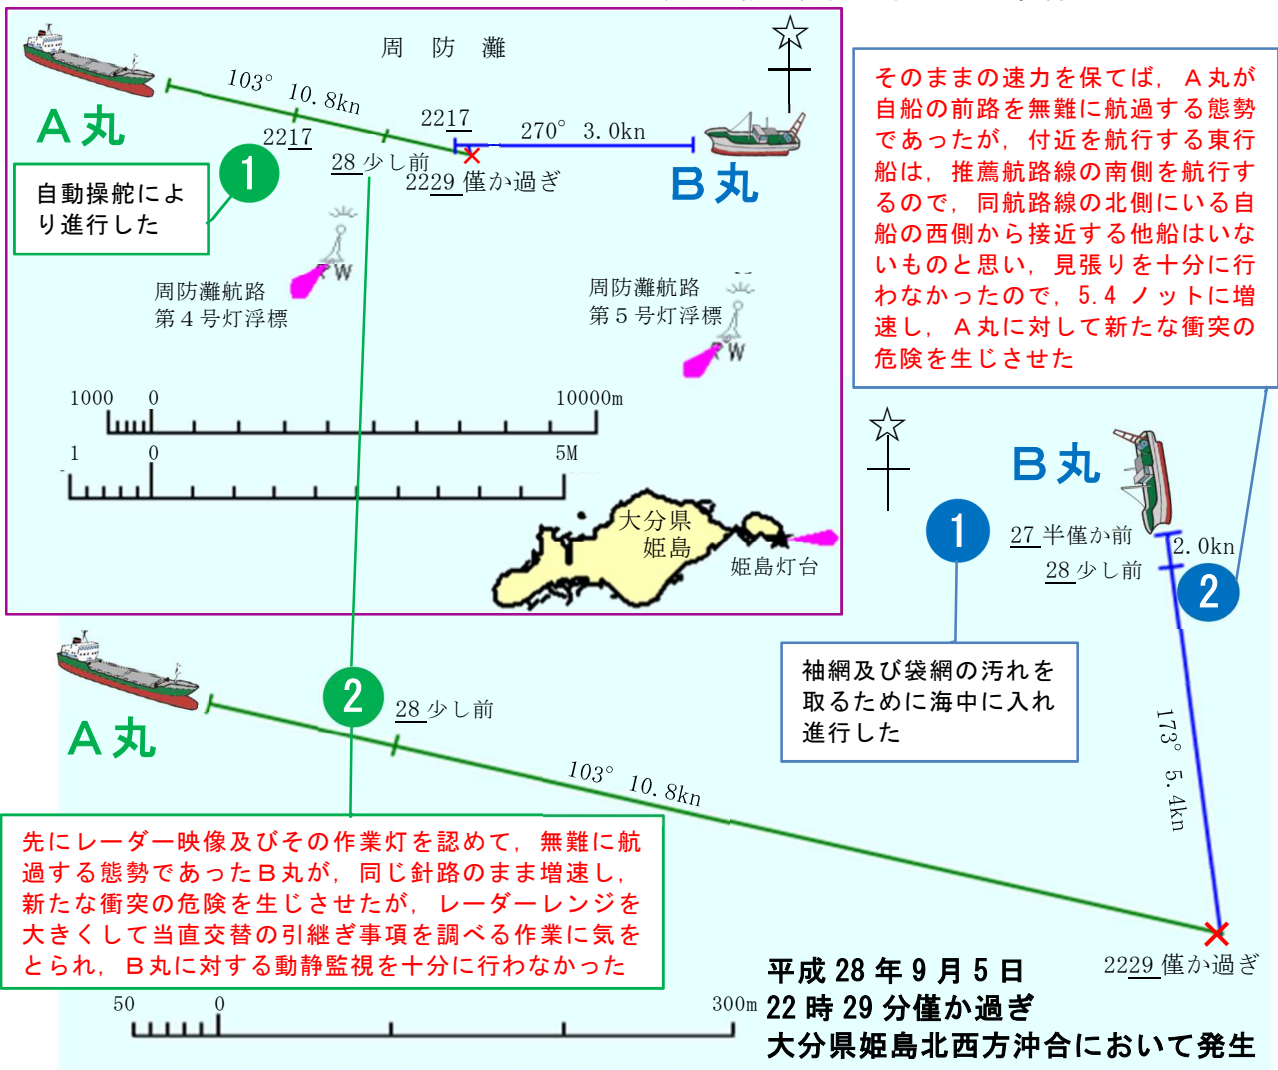 周 防 灘
103° 10.8kn
A丸
2217
2217
270° 3.0kn
28少し前
2229僅か過ぎ
B丸
1
自動操舵によ
り進行した
W
周防灘航路
第４号灯浮標
周防灘航路
第５号灯浮標
W
1000 0 10000m
1 0 5M
大分県
姫島
姫島灯台
そのままの速力を保てば，Ａ丸が
自船の前路を無難に航過する態勢
であったが，付近を航行する東行
船は，推薦航路線の南側を航行す
るので，同航路線の北側にいる自
船の西側から接近する他船はいな
いものと思い，見張りを十分に行
わなかったので，5.4 ノットに増
速し，Ａ丸に対して新たな衝突の
危険を生じさせた
B丸
1
27半僅か前
2.0kn
28少し前
2
袖網及び袋網の汚れを
取るために海中に入れ
進行した
173° 5.4kn
A丸
2
28少し前
103° 10.8kn
先にレーダー映像及びその作業灯を認めて，無難に航
過する態勢であったＢ丸が，同じ針路のまま増速し，
新たな衝突の危険を生じさせたが，レーダーレンジを
大きくして当直交替の引継ぎ事項を調べる作業に気を
とられ，Ｂ丸に対する動静監視を十分に行わなかった
2229僅か過ぎ
50 0 300m
平成 28 年 9 月 5 日
22 時 29 分僅か過ぎ
大分県姫島北西方沖合において発生